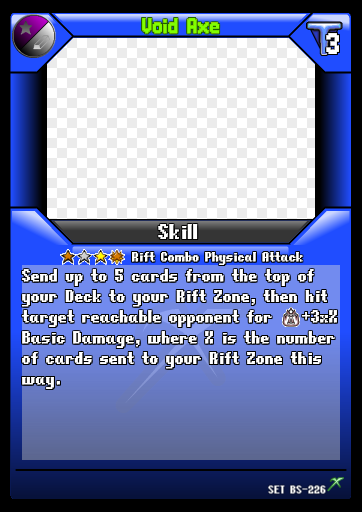 Void Axe
3
Skill
Rift Combo Physical Attack
Send up to 5 cards from the top of
your Deck to your Rift Zone, then hit
target reachable opponent for +3xX
Basic Damage, where X is the number
of cards sent to your Rift Zone this
way.
SET BS-226